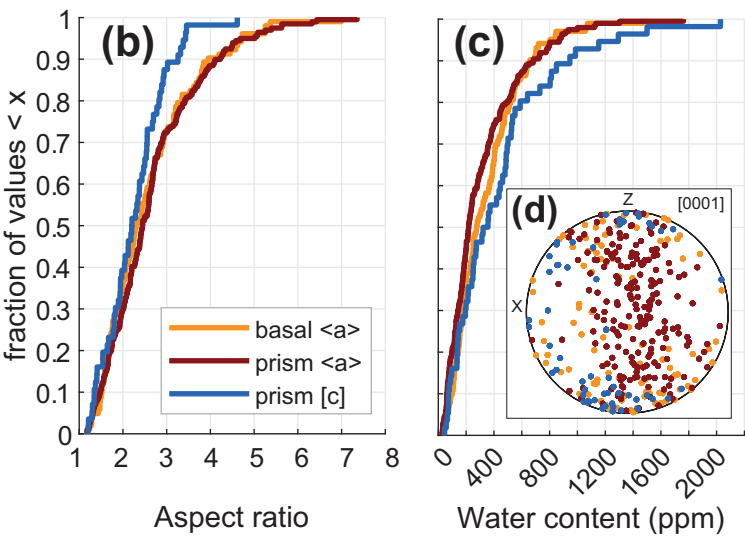 (b)
fraction of values < x
1
0.9
0.8
0.7
0.6
0.5
0.4
0.3
0.2
0.1
0
basal <a>
prism <a>
prism [c]
1 2 3 4 5 6 7 8
Aspect ratio
(c)
(d)
Z
[0001]
X
0 400 800 1200 1600 2000
Water content (ppm)